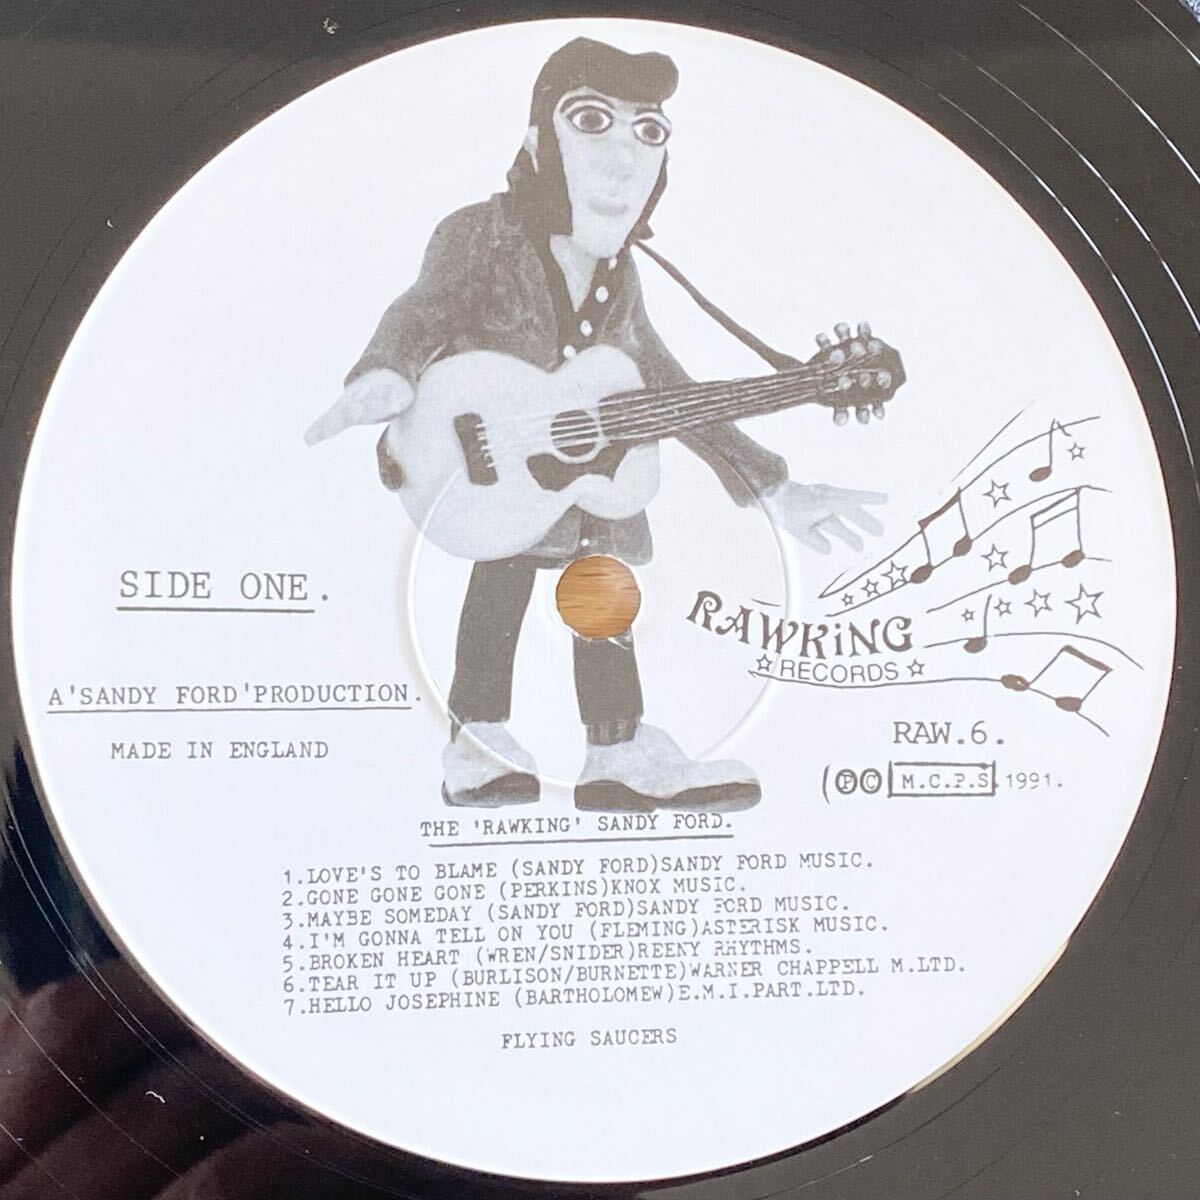 SIDE ONE.
A'SANDY FORD'PRODUCTION.
MADE IN ENGLAND
RAWKiNG
RECORDS
RAW.6.
(Ⓟ© M.C.P.S. 1991.
THE 'RAWKING' SANDY FORD.
1.LOVE'S TO BLAME (SANDY FORD)SANDY FORD MUSIC.
2.GONE GONE GONE (PERKINS)KNOX MUSIC.
3.MAYBE SOMEDAY (SANDY FORD)SANDY FORD MUSIC.
4.I'M GONNA TELL ON YOU (FLEMING)ASTERISK MUSIC.
5.BROKEN HEART (WREN/SNIDER)REENY RHYTHMS.
6.TEAR IT UP (BURLISON/BURNETTE)WARNER CHAPPELL M.LTD.
7.HELLO JOSEPHINE (BARTHOLOMEW)E.M.I.PART.LTD.
FLYING SAUCERS